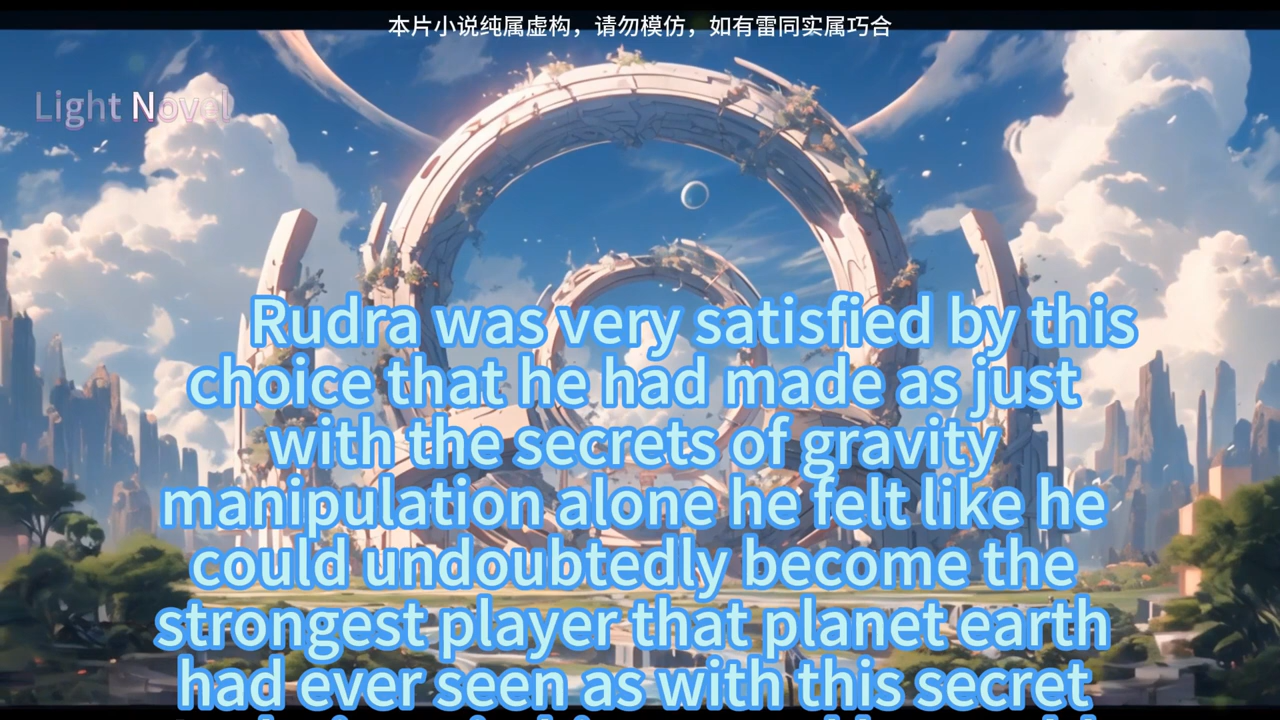 本片小说纯属虚构，请勿模仿，如有雷同实属巧合
Light Novel
Rudra was very satisfied by this
choice that he had made as just
with the secrets of gravity
manipulation alone he felt like he
could undoubtedly become the
strongest player that planet earth
had ever seen as with this secret